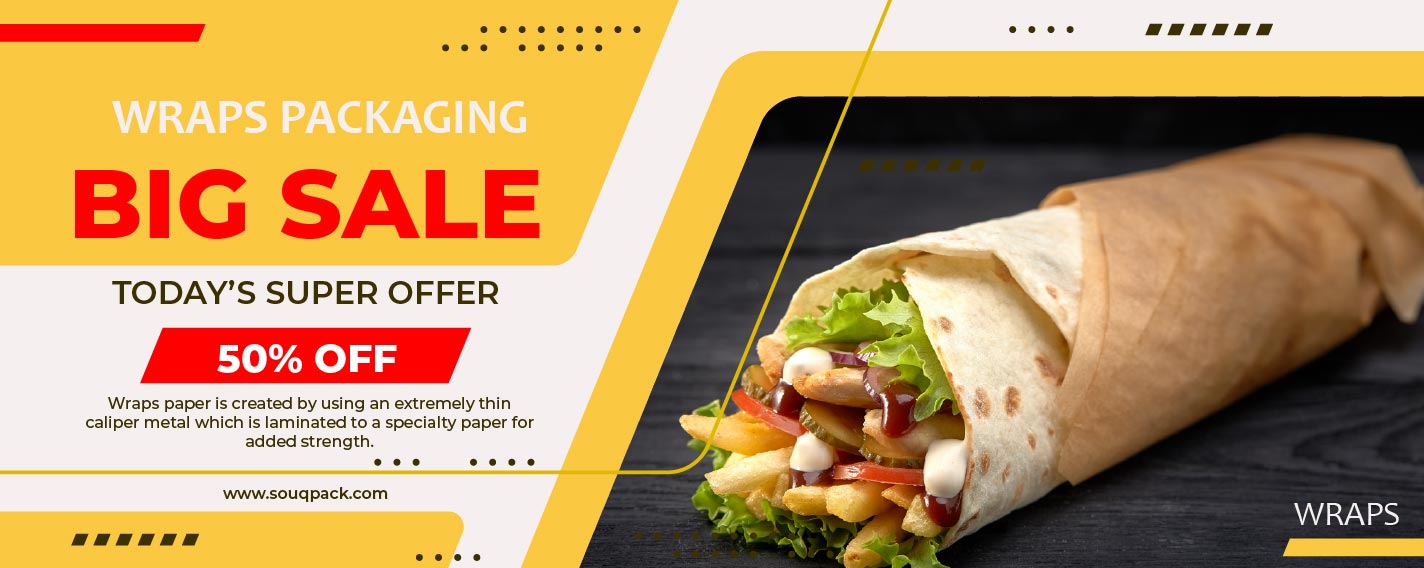 WRAPS PACKAGING
BIG SALE
TODAY'S SUPER OFFER
50% OFF
Wraps paper is created by using an extremely thin
caliper metal which is laminated to a specialty paper for
added strength.
www.souqpack.com
WRAPS